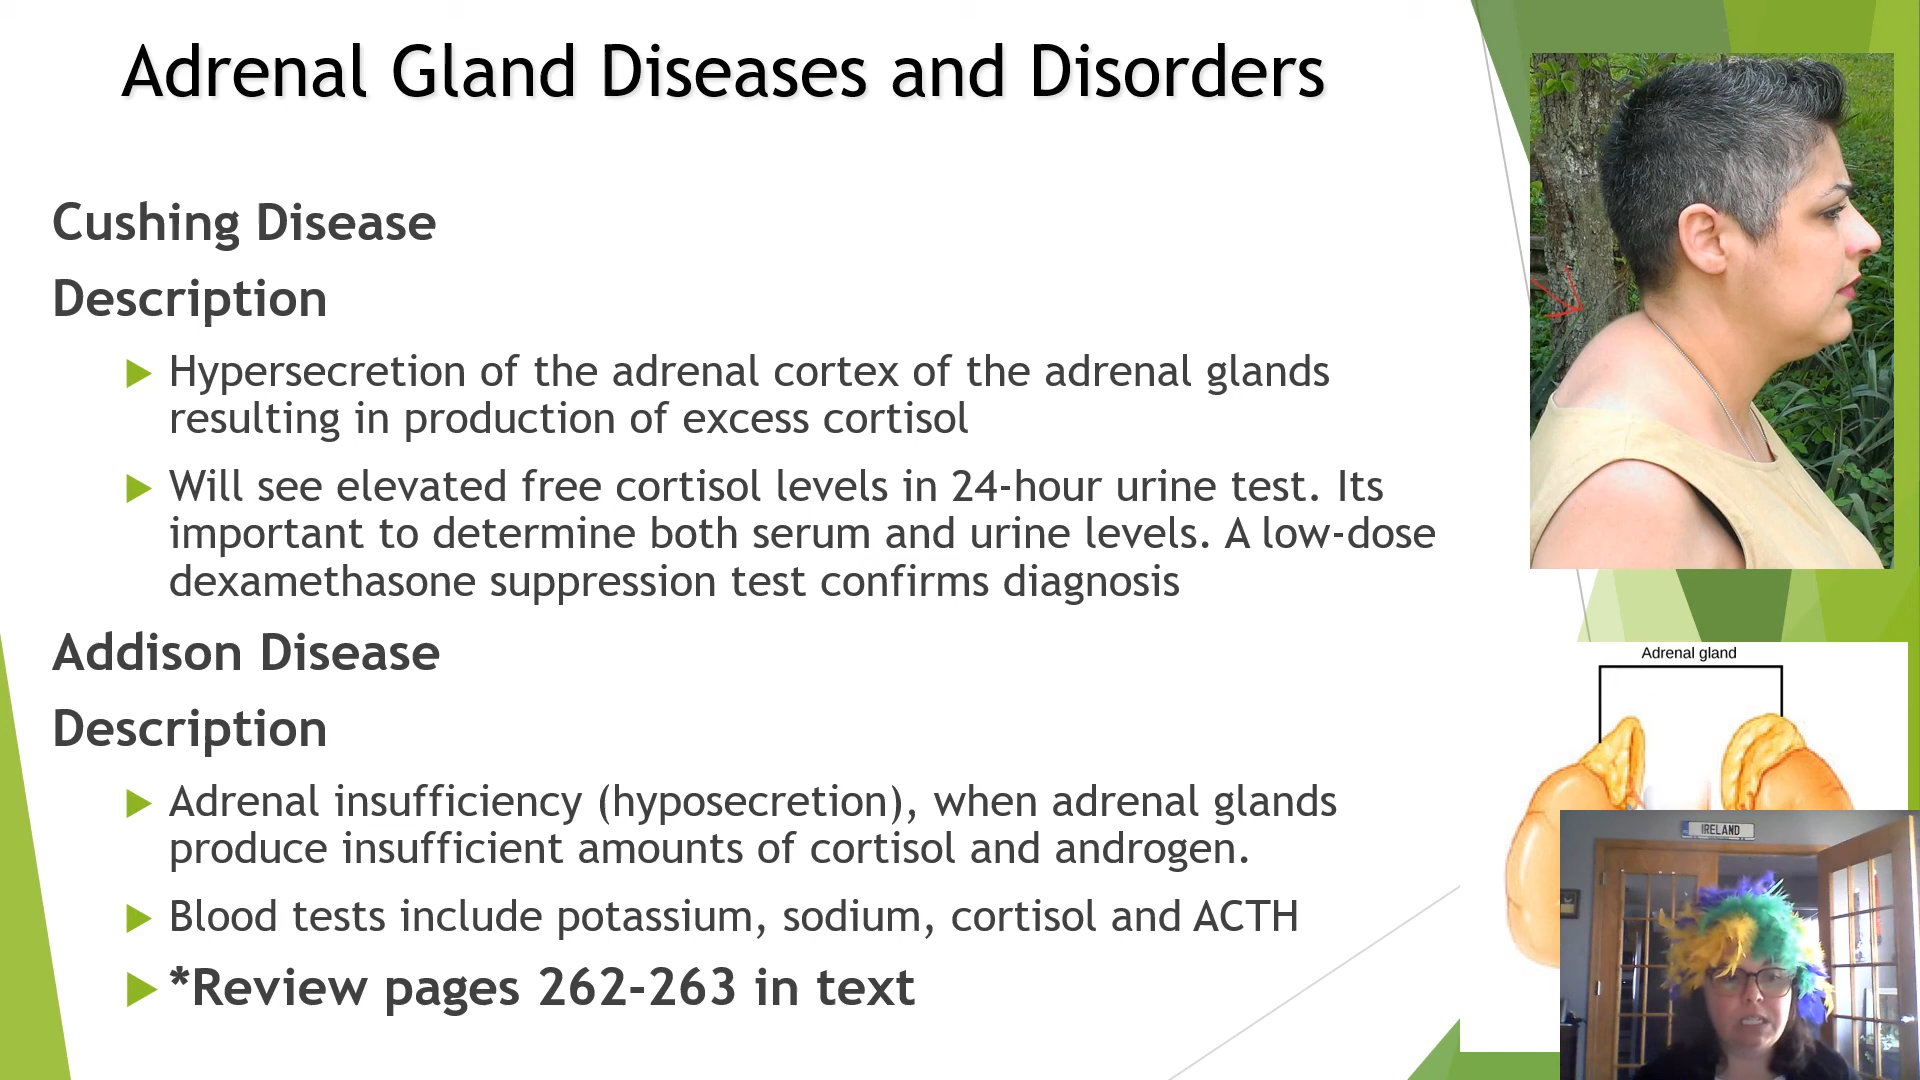 Adrenal Gland Diseases and Disorders
Cushing Disease
Description
Hypersecretion of the adrenal cortex of the adrenal glands
resulting in production of excess cortisol
Will see elevated free cortisol levels in 24-hour urine test. Its
important to determine both serum and urine levels. A low-dose
dexamethasone suppression test confirms diagnosis
Addison Disease
Description
Adrenal insufficiency (hyposecretion), when adrenal glands
produce insufficient amounts of cortisol and androgen.
Blood tests include potassium, sodium, cortisol and ACTH
*Review pages 262-263 in text
Adrenal gland
IRELAND